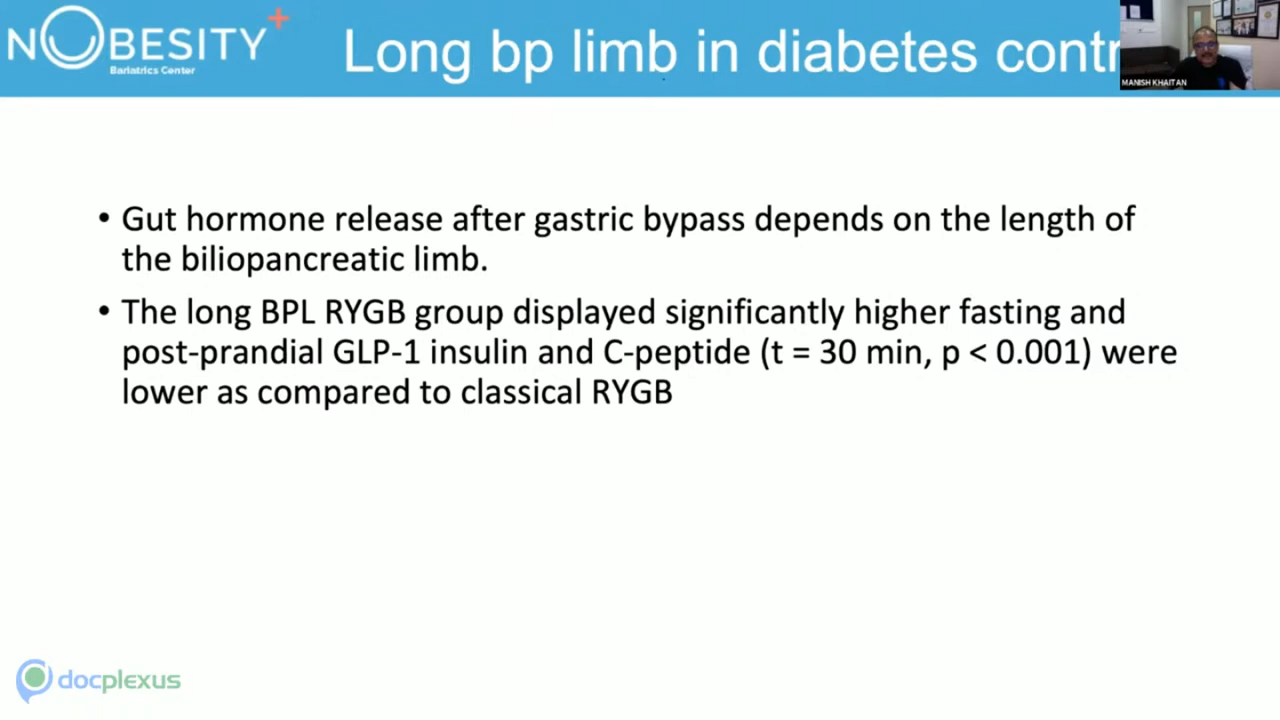 NOBESITY+
Bariatrics Center
Long bp limb in diabetes contr
MANISH KHAITAN
• Gut hormone release after gastric bypass depends on the length of
the biliopancreatic limb.
• The long BPL RYGB group displayed significantly higher fasting and
post-prandial GLP-1 insulin and C-peptide (t = 30 min, p < 0.001) were
lower as compared to classical RYGB
docplexus